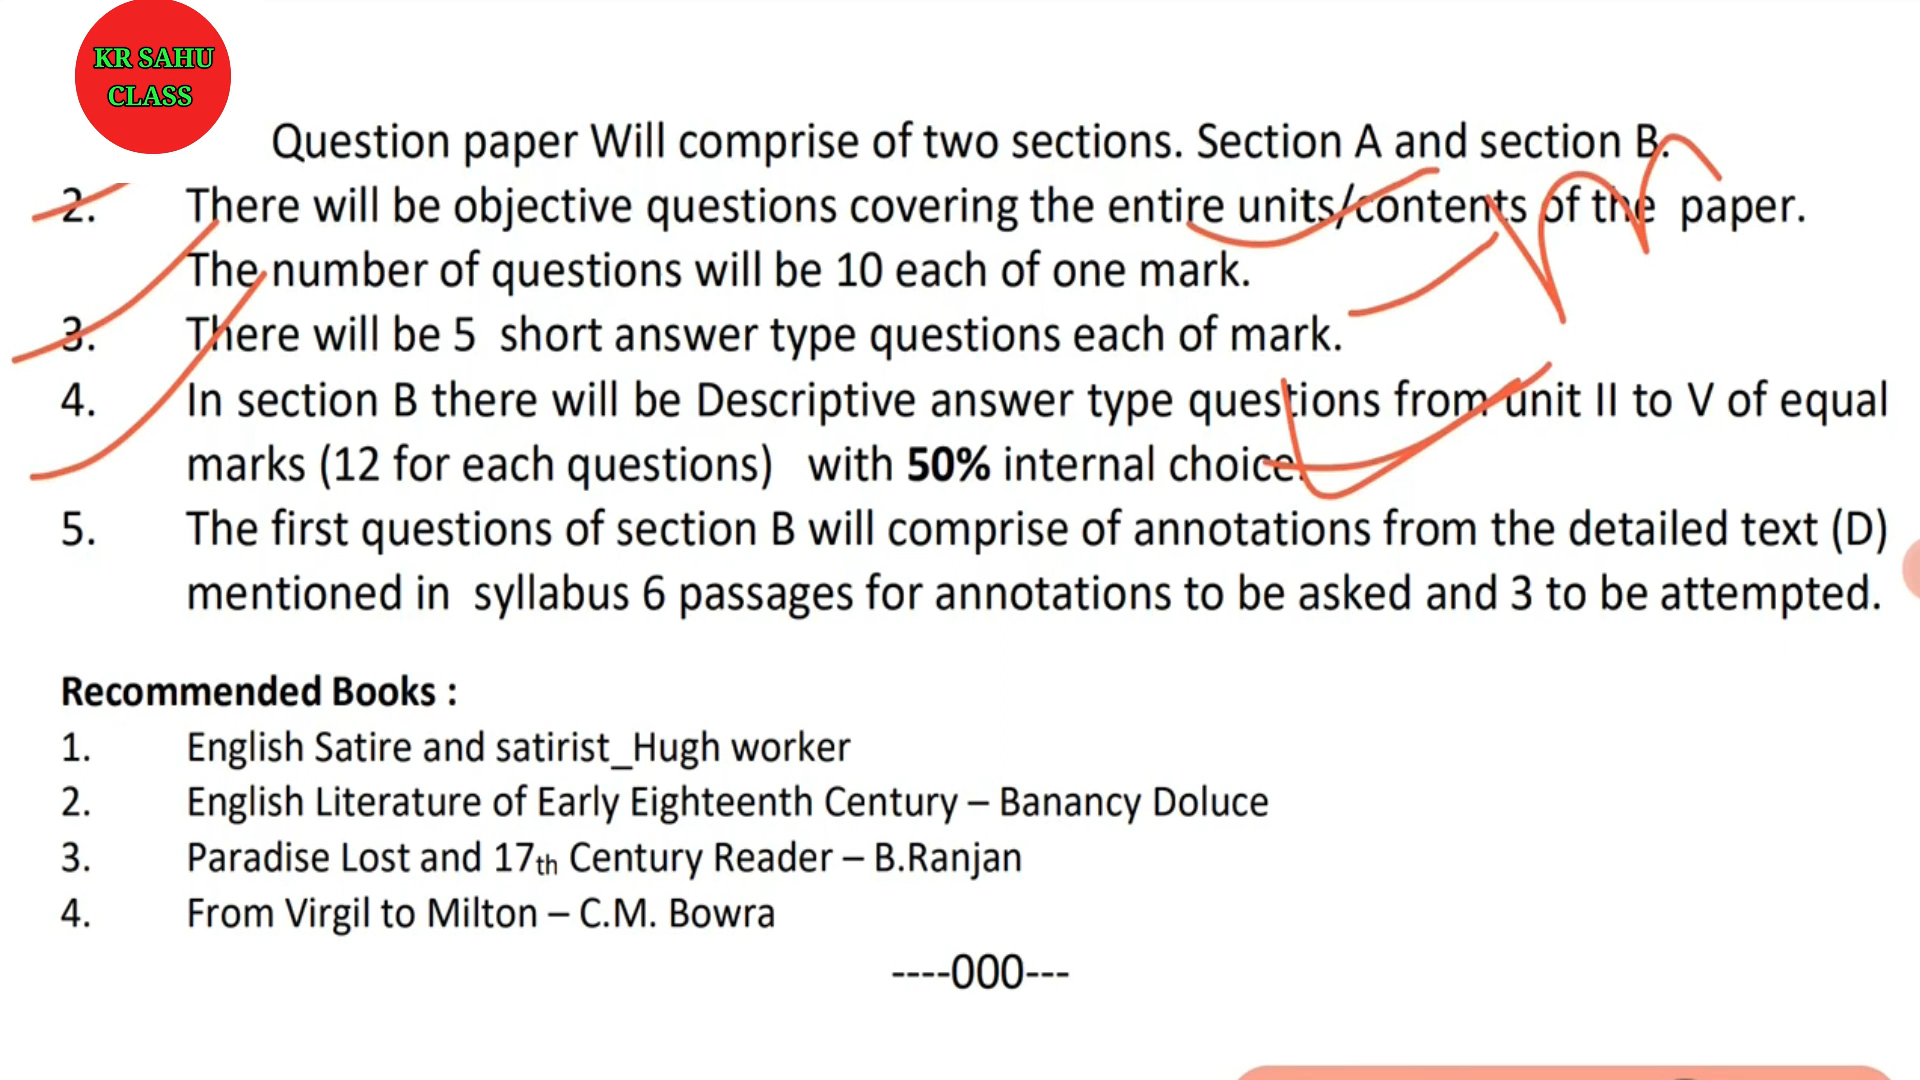 KR SAHU
CLASS
Question paper Will comprise of two sections. Section A and section B.
2. There will be objective questions covering the entire units/contents of the paper.
The number of questions will be 10 each of one mark.
3. There will be 5 short answer type questions each of mark.
4. In section B there will be Descriptive answer type questions from unit II to V of equal
marks (12 for each questions) with 50% internal choice.
5. The first questions of section B will comprise of annotations from the detailed text (D)
mentioned in syllabus 6 passages for annotations to be asked and 3 to be attempted.
Recommended Books :
1. English Satire and satirist_Hugh worker
2. English Literature of Early Eighteenth Century – Banancy Doluce
3. Paradise Lost and 17th Century Reader – B.Ranjan
4. From Virgil to Milton – C.M. Bowra
----000---